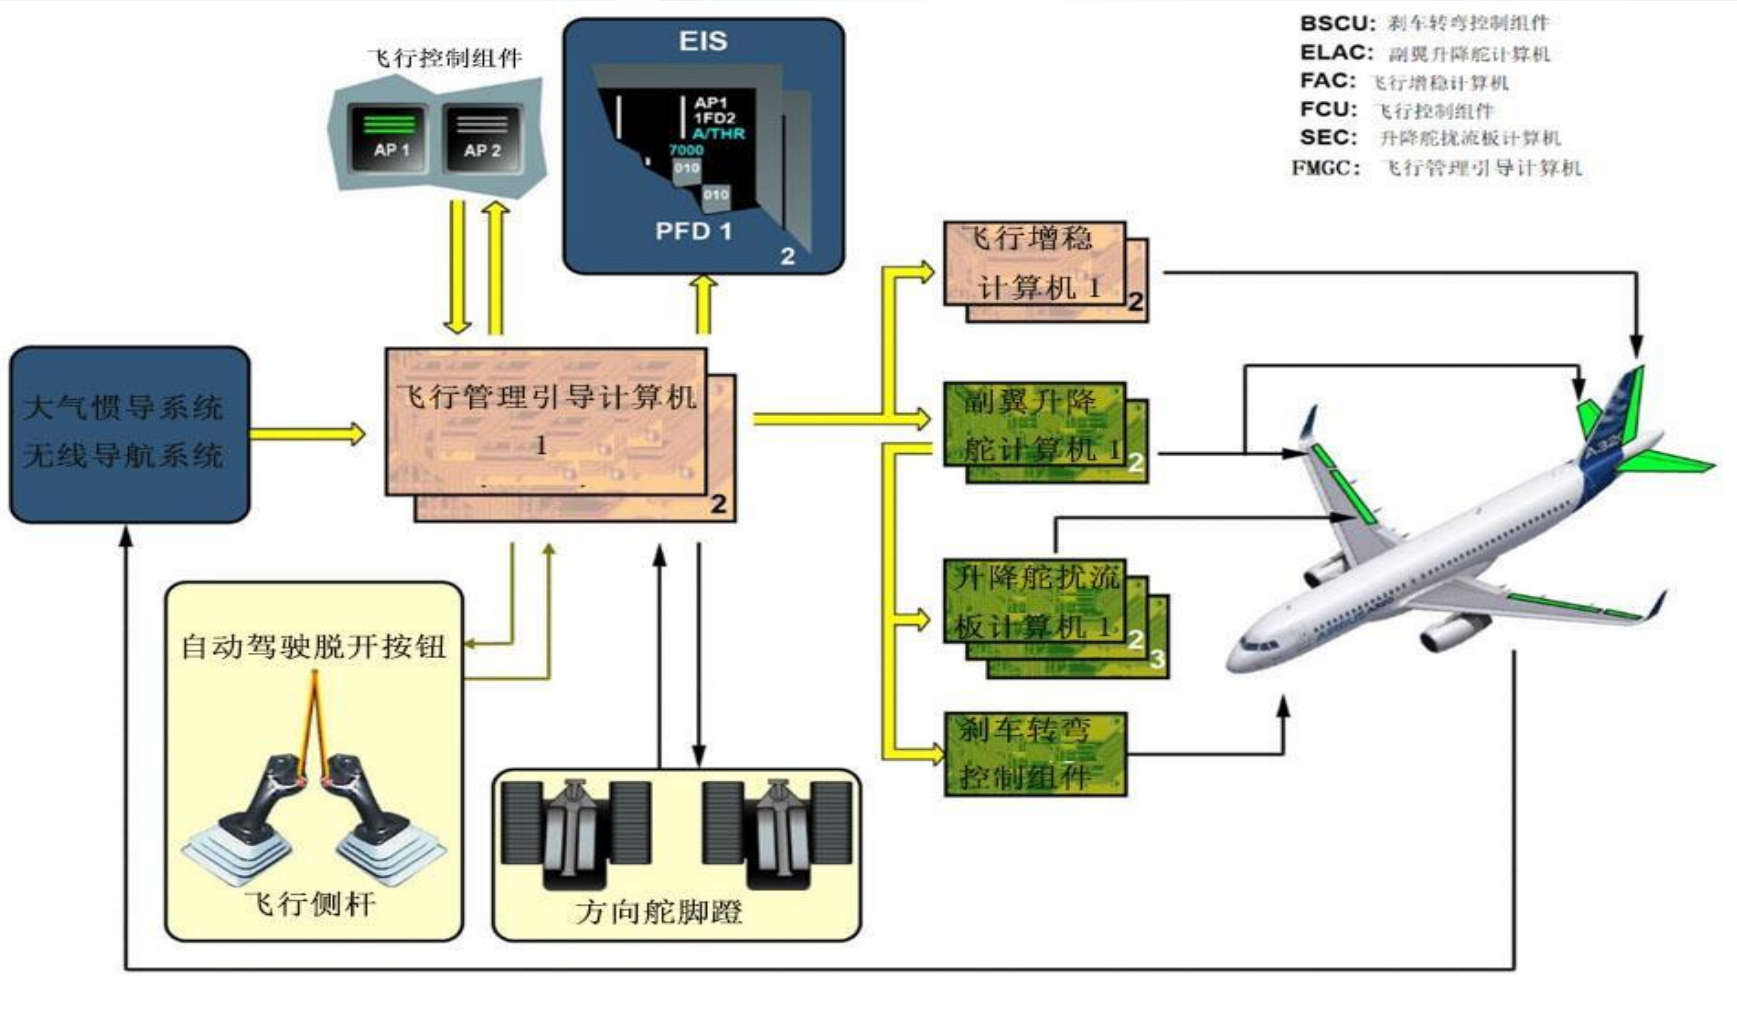 飞行控制组件
AP 1
AP 2
EIS
AP1
1FD2
A/THR
7000
010
010
PFD 1
2
BSCU: 刹车转弯控制组件
ELAC: 副翼升降舵计算机
FAC: 飞行增稳计算机
FCU: 飞行控制组件
SEC: 升降舵扰流板计算机
FMGC: 飞行管理引导计算机
大气惯导系统
无线导航系统
飞行管理引导计算机
1
2
飞行增稳
计算机 1
2
副翼升降
舵计算机 1
2
升降舵扰流
板计算机 1
2
3
刹车转弯
控制组件
自动驾驶脱开按钮
飞行侧杆
方向舵脚蹬